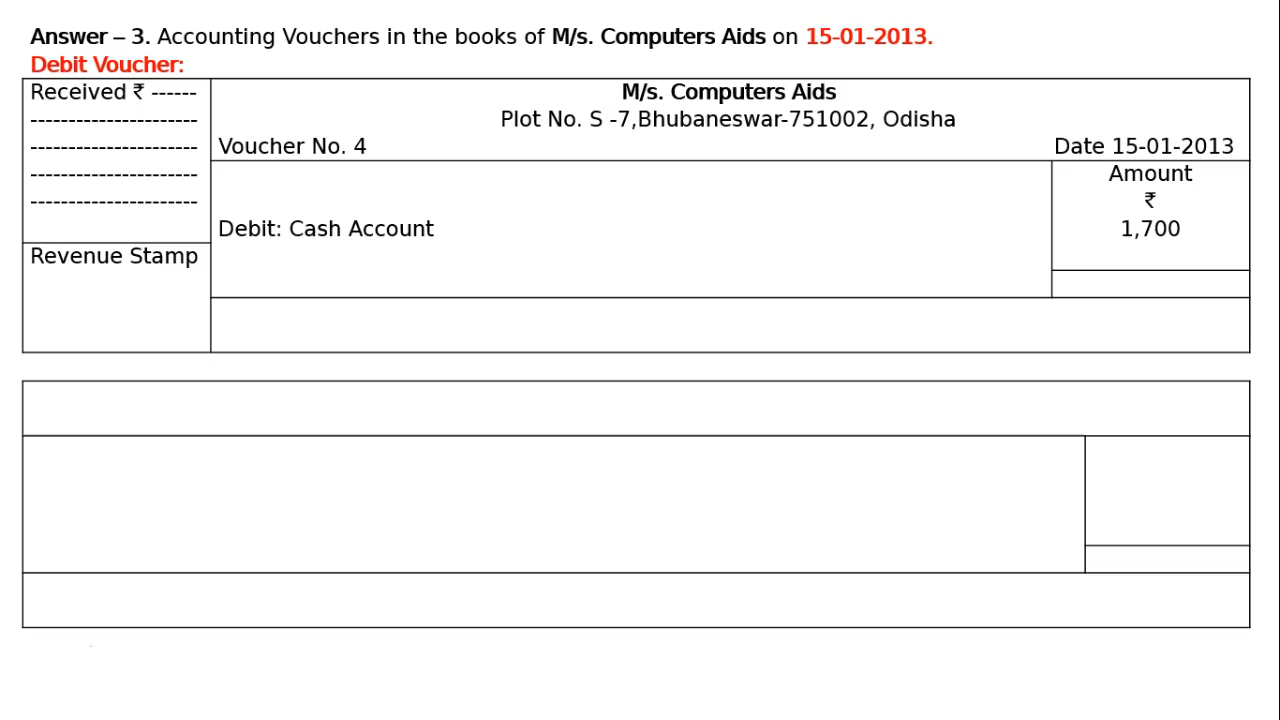 Answer – 3. Accounting Vouchers in the books of M/s. Computers Aids on 15-01-2013.
Debit Voucher:
Received ₹ ------
----------------------
----------------------
----------------------
----------------------
Revenue Stamp
M/s. Computers Aids
Plot No. S -7,Bhubaneswar-751002, Odisha
Voucher No. 4 Date 15-01-2013
Amount
₹
Debit: Cash Account 1,700